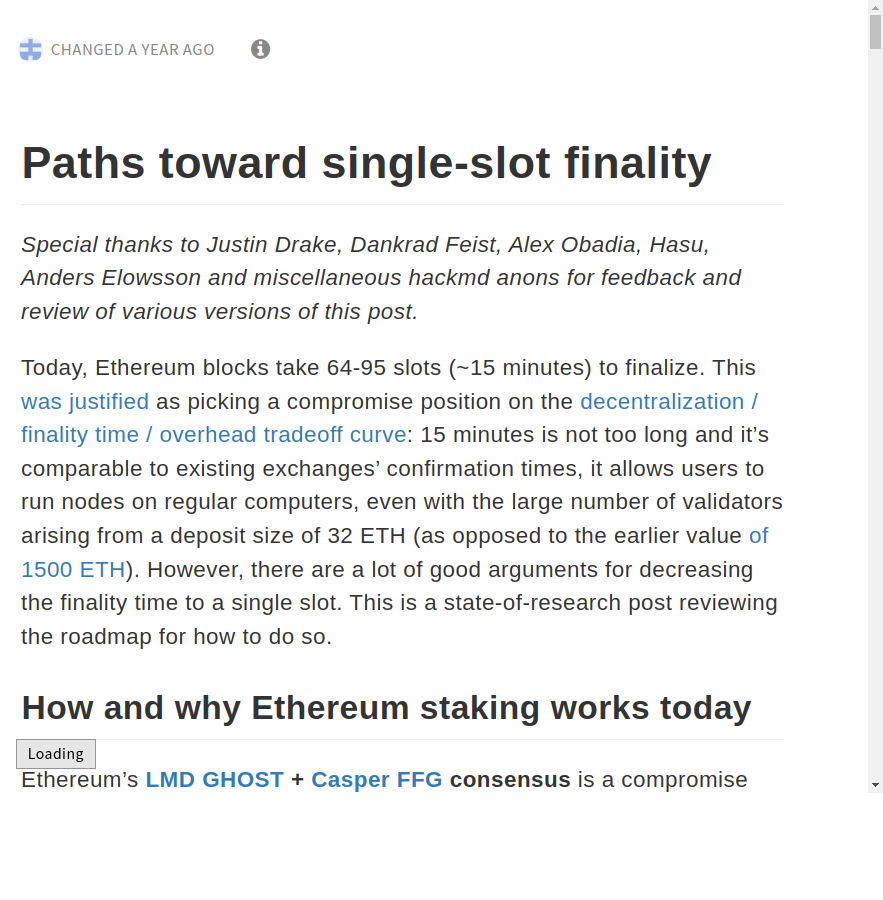 CHANGED A YEAR AGO
Paths toward single-slot finality
Special thanks to Justin Drake, Dankrad Feist, Alex Obadia, Hasu,
Anders Elowsson and miscellaneous hackmd anons for feedback and
review of various versions of this post.
Today, Ethereum blocks take 64-95 slots (~15 minutes) to finalize. This
was justified as picking a compromise position on the decentralization /
finality time / overhead tradeoff curve: 15 minutes is not too long and it’s
comparable to existing exchanges’ confirmation times, it allows users to
run nodes on regular computers, even with the large number of validators
arising from a deposit size of 32 ETH (as opposed to the earlier value of
1500 ETH). However, there are a lot of good arguments for decreasing
the finality time to a single slot. This is a state-of-research post reviewing
the roadmap for how to do so.
How and why Ethereum staking works today
Loading
Ethereum’s LMD GHOST + Casper FFG consensus is a compromise